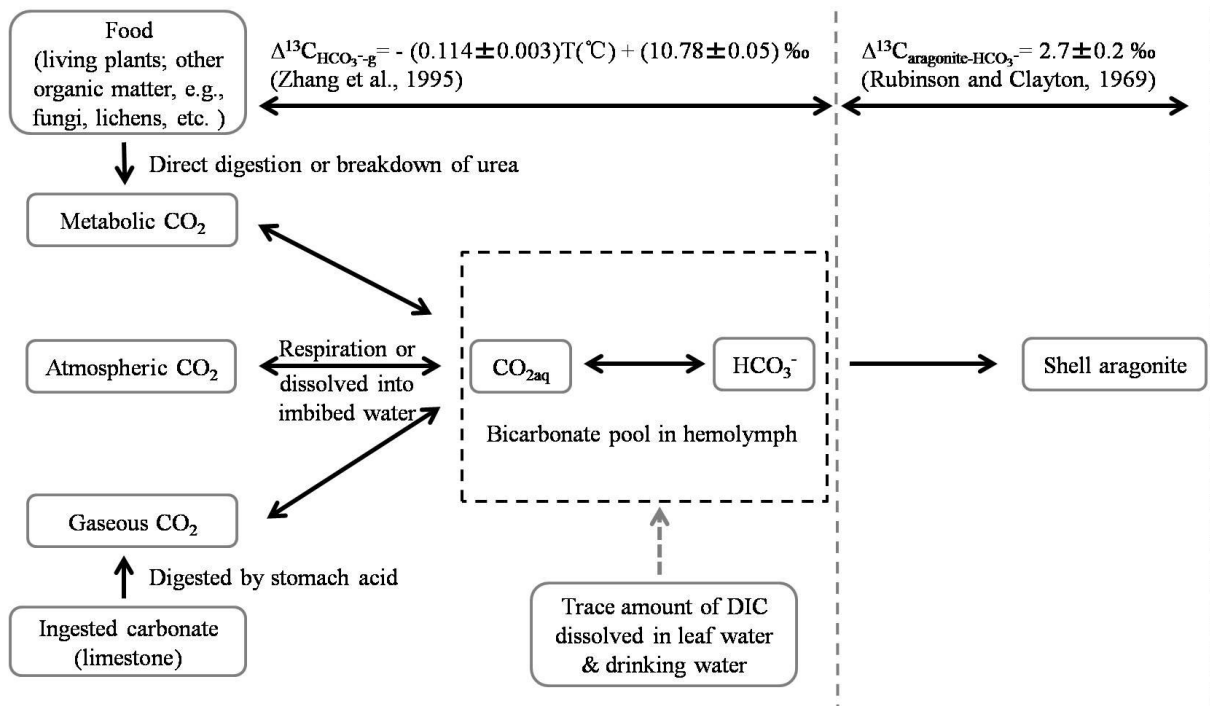 Food
(living plants; other
organic matter, e.g.,
fungi, lichens, etc. )
Δ¹³C_HCO₃⁻-g= - (0.114±0.003)T(℃) + (10.78±0.05) ‰
(Zhang et al., 1995)
Δ¹³C_aragonite-HCO₃⁻= 2.7±0.2 ‰
(Rubinson and Clayton, 1969)
Direct digestion or breakdown of urea
Metabolic CO₂
Atmospheric CO₂
Respiration or
dissolved into
imbibed water
CO₂aq
HCO₃⁻
Bicarbonate pool in hemolymph
Shell aragonite
Gaseous CO₂
Digested by stomach acid
Ingested carbonate
(limestone)
Trace amount of DIC
dissolved in leaf water
& drinking water